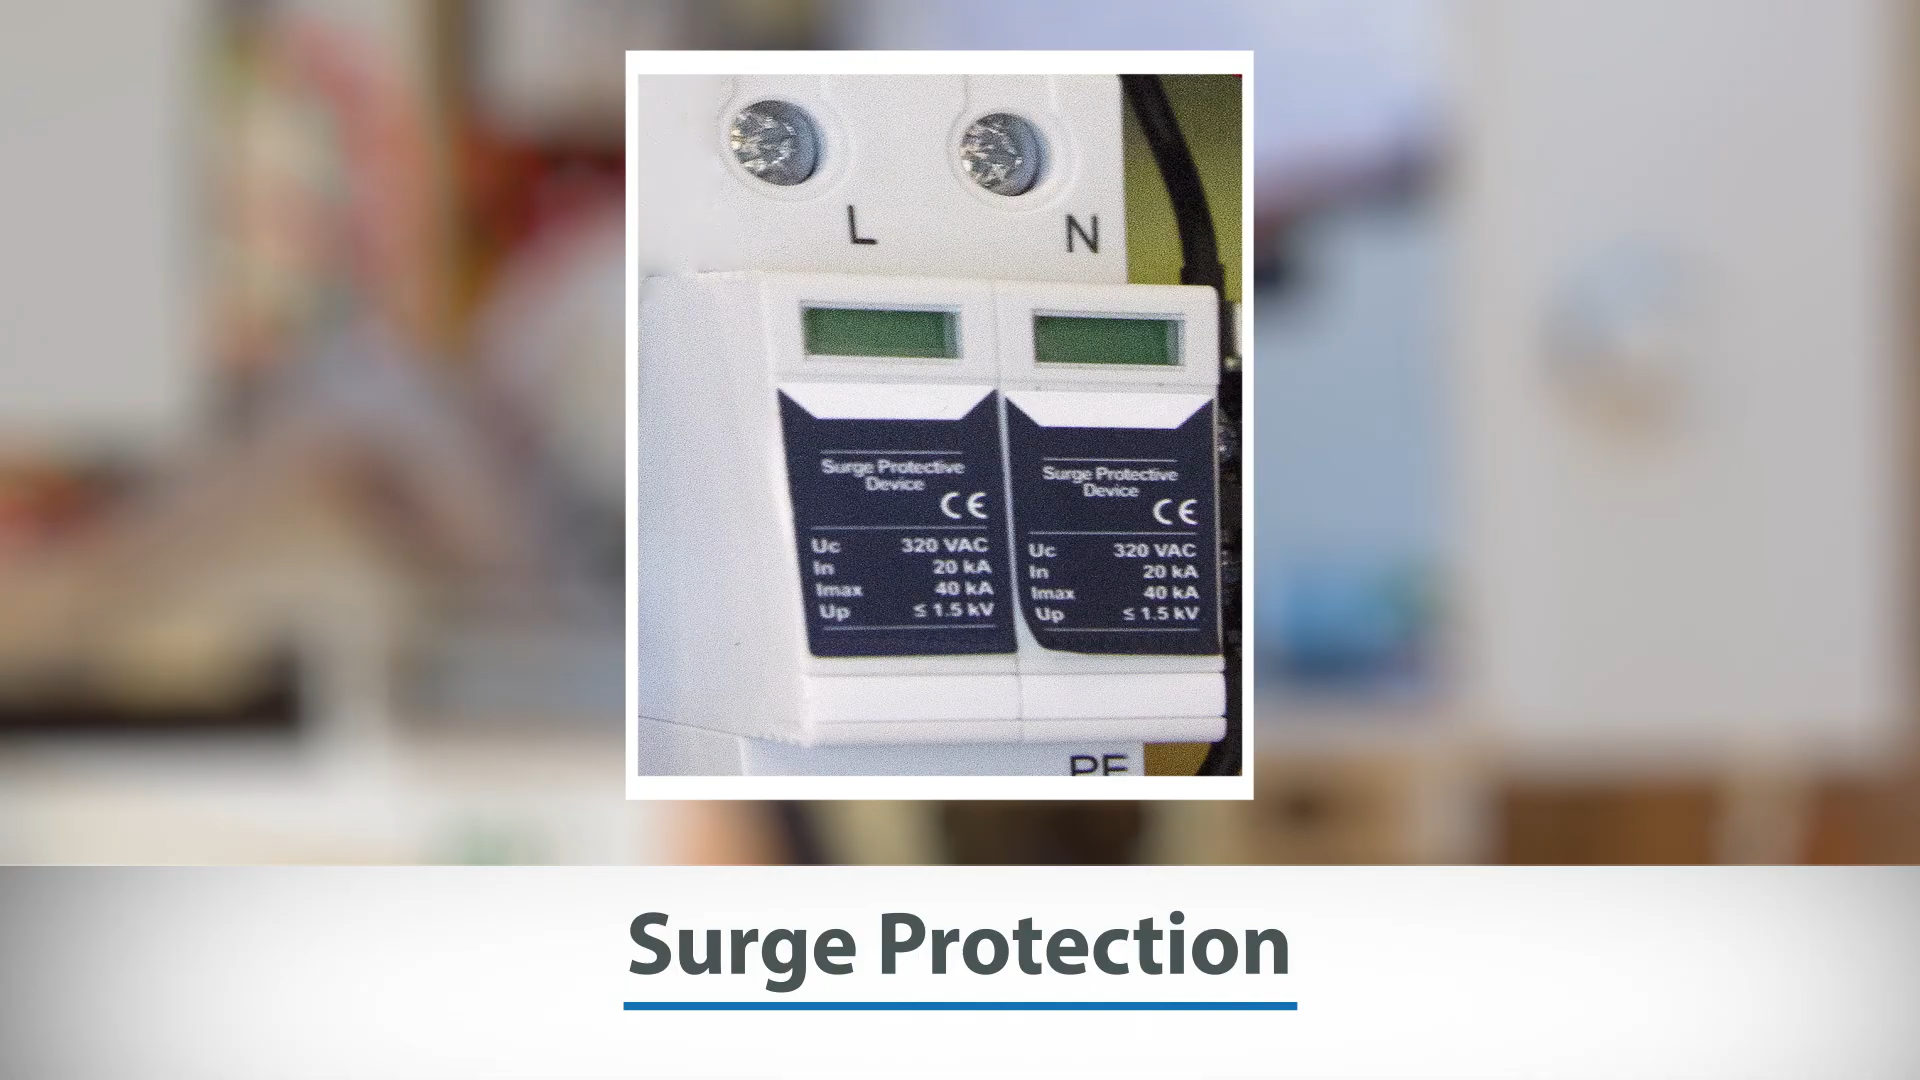 L
N
Surge Protective
Device
CE
Uc 320 VAC
In 20 kA
Imax 40 kA
Up ≤ 1.5 kV
Surge Protective
Device
CE
Uc 320 VAC
In 20 kA
Imax 40 kA
Up ≤ 1.5 kV
PE
Surge Protection